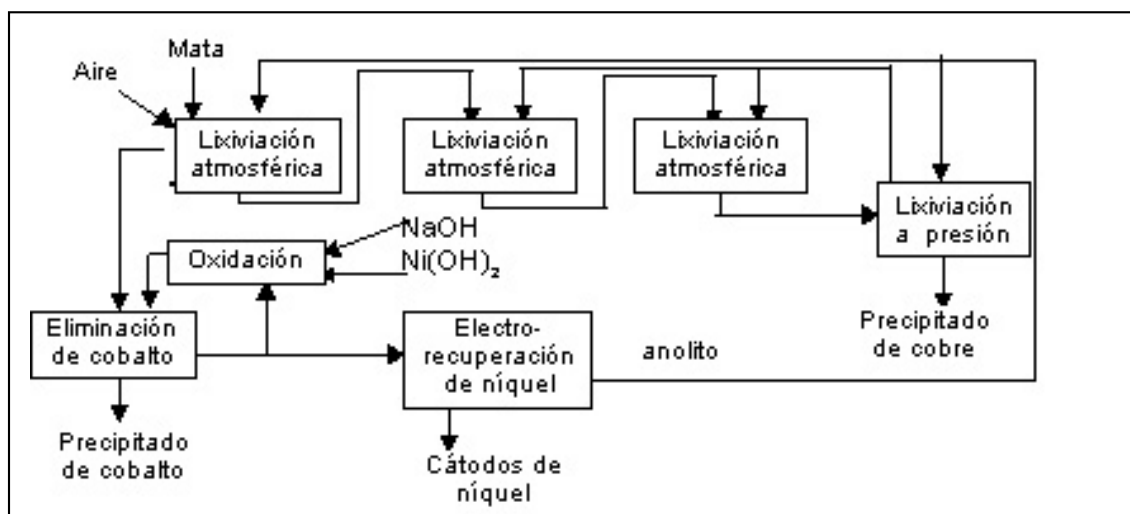 Mata
Aire
Lixiviación
atmosférica
Lixiviación
atmosférica
Lixiviación
atmosférica
Lixiviación
a presión
NaOH
Ni(OH)₂
Oxidación
Eliminación
de cobalto
Electro-
recuperación
de níquel
anolito
Precipitado
de cobre
Precipitado
de cobalto
Cátodos de
níquel